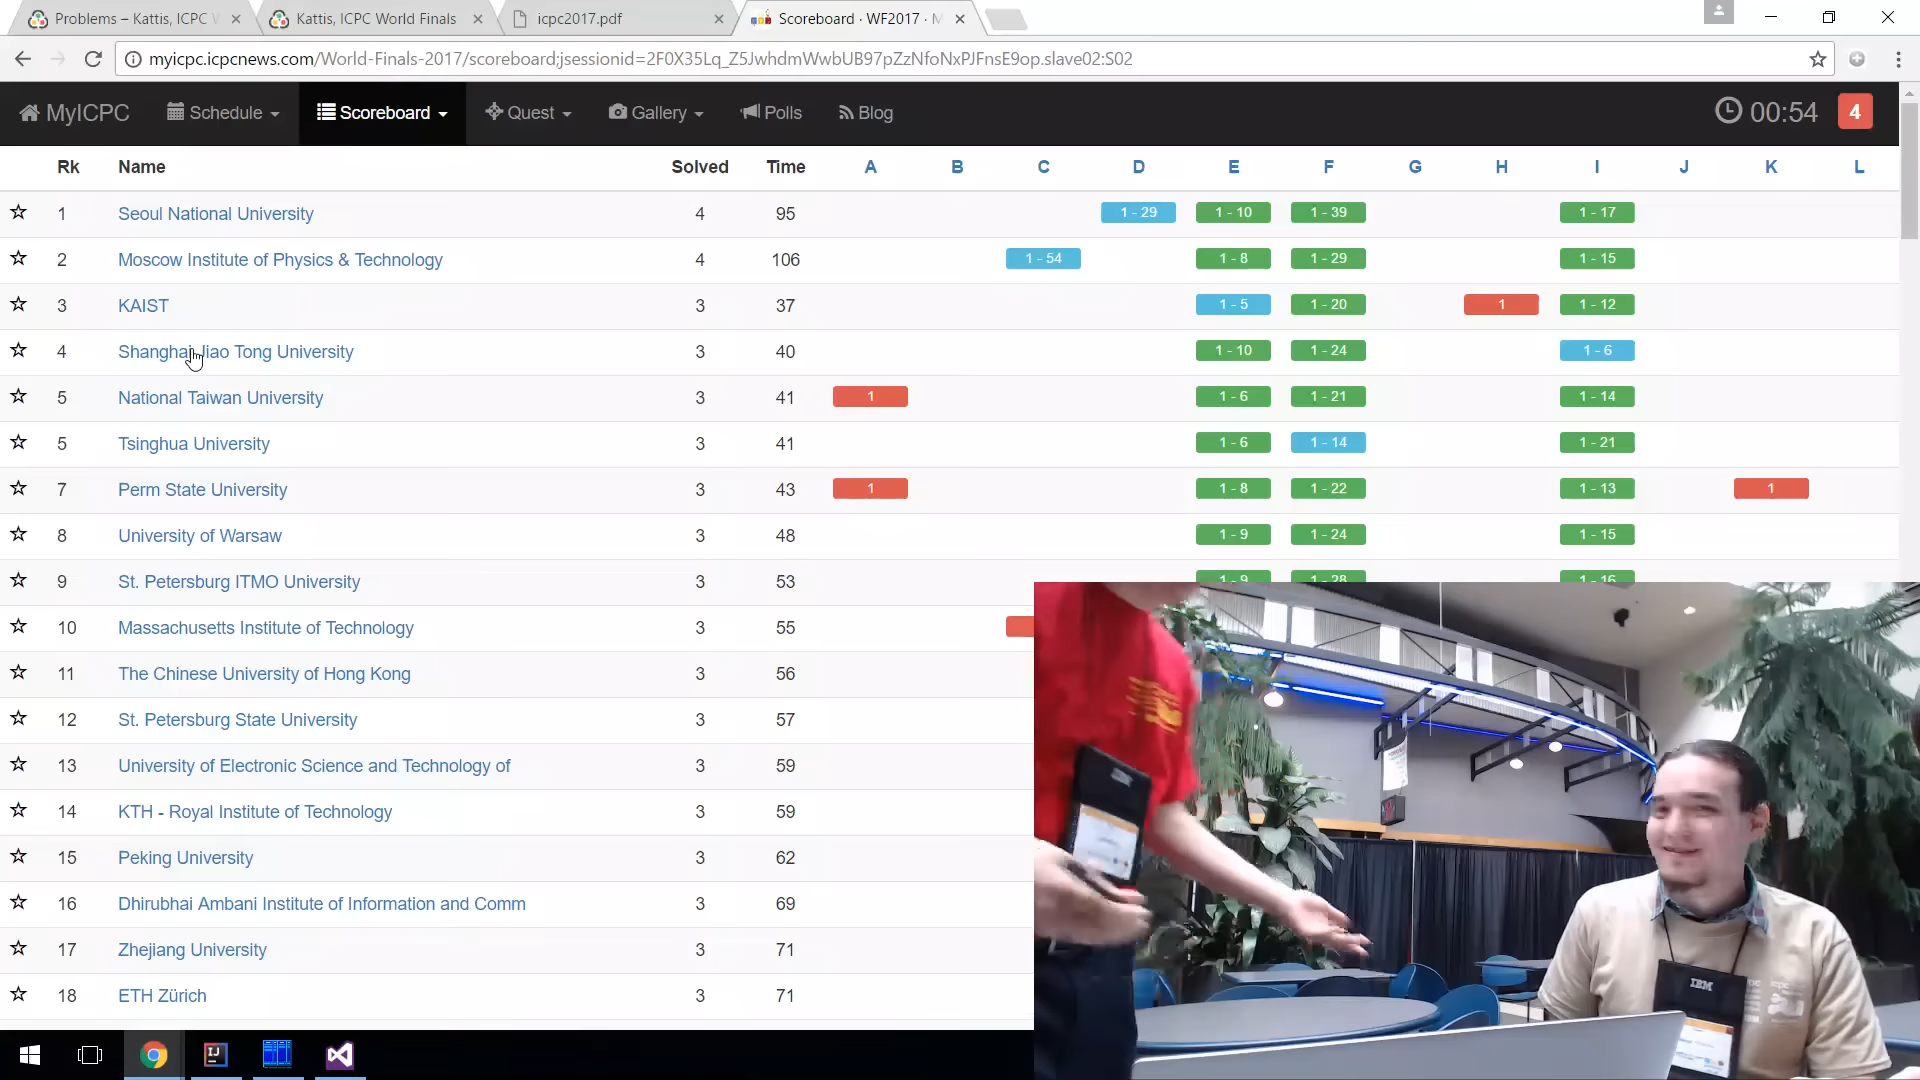 Problems – Kattis, ICPC W
Kattis, ICPC World Finals
icpc2017.pdf
Scoreboard · WF2017 · M
myicpc.icpcnews.com/World-Finals-2017/scoreboard;jsessionid=2F0X35Lq_Z5JwhdmWwbUB97pZzNfoNxPJFnsE9op.slave02:S02
MyICPC Schedule Scoreboard Quest Gallery Polls Blog 00:54 4
Rk Name Solved Time A B C D E F G H I J K L
1 Seoul National University 4 95 1 - 29 1 - 10 1 - 39 1 - 17
2 Moscow Institute of Physics & Technology 4 106 1 - 54 1 - 8 1 - 29 1 - 15
3 KAIST 3 37 1 - 5 1 - 20 1 1 - 12
4 Shanghai Jiao Tong University 3 40 1 - 10 1 - 24 1 - 6
5 National Taiwan University 3 41 1 1 - 6 1 - 21 1 - 14
5 Tsinghua University 3 41 1 - 6 1 - 14 1 - 21
7 Perm State University 3 43 1 1 - 8 1 - 22 1 - 13 1
8 University of Warsaw 3 48 1 - 9 1 - 24 1 - 15
9 St. Petersburg ITMO University 3 53 1 - 9 1 - 28 1 - 16
10 Massachusetts Institute of Technology 3 55
11 The Chinese University of Hong Kong 3 56
12 St. Petersburg State University 3 57
13 University of Electronic Science and Technology of 3 59
14 KTH - Royal Institute of Technology 3 59
15 Peking University 3 62
16 Dhirubhai Ambani Institute of Information and Comm 3 69
17 Zhejiang University 3 71
18 ETH Zürich 3 71
IBM
IBM
IJ